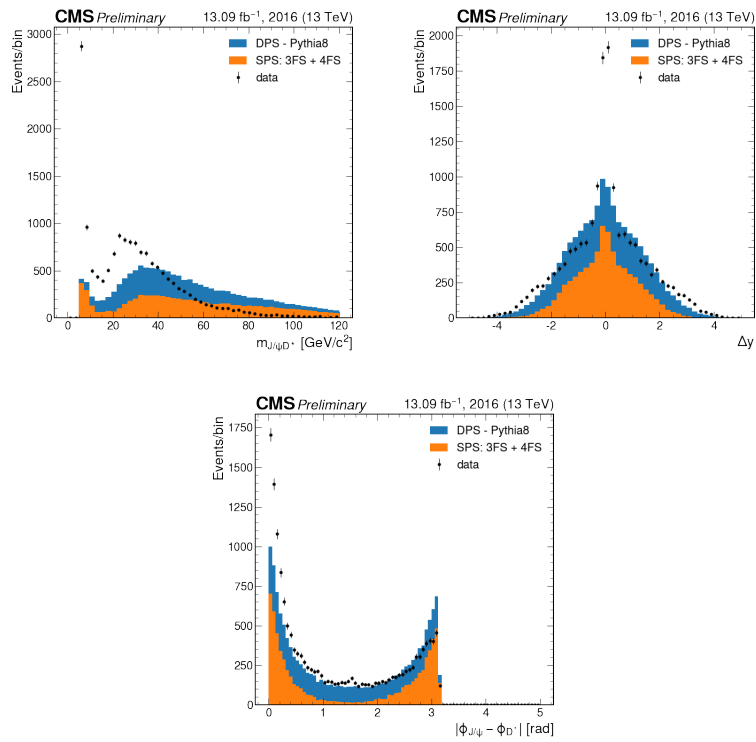 CMS Preliminary 13.09 fb⁻¹, 2016 (13 TeV)
Events/bin
3000
2500
2000
1500
1000
500
0
DPS - Pythia8
SPS: 3FS + 4FS
data
0 20 40 60 80 100 120
m_{J/ψD*} [GeV/c²]
CMS Preliminary 13.09 fb⁻¹, 2016 (13 TeV)
Events/bin
2000
1750
1500
1250
1000
750
500
250
0
DPS - Pythia8
SPS: 3FS + 4FS
data
−4 −2 0 2 4
Δy
CMS Preliminary 13.09 fb⁻¹, 2016 (13 TeV)
Events/bin
1750
1500
1250
1000
750
500
250
0
DPS - Pythia8
SPS: 3FS + 4FS
data
0 1 2 3 4 5
|ϕ_{J/ψ} − ϕ_{D*}| [rad]